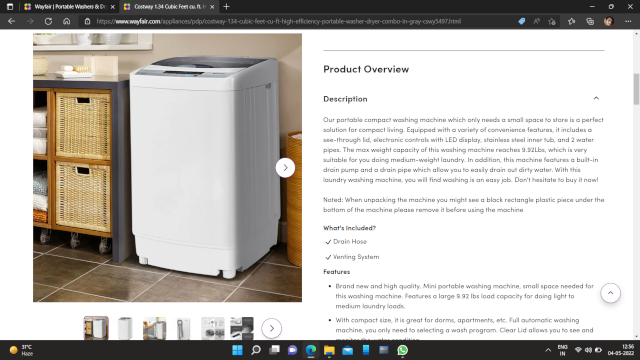 Wayfair | Portable Washers & Dr
Costway 1.34 Cubic Feet cu. ft. H
https://www.wayfair.com/appliances/pdp/costway-134-cubic-feet-cu-ft-high-efficiency-portable-washer-dryer-combo-in-gray-cswy5497.html
Product Overview
Description
Our portable compact washing machine which only needs a small space to store is a perfect
solution for compact living. Equipped with a variety of convenience features, it includes a
see-through lid, electronic controls with LED display, stainless steel inner tub, and 2 water
pipes. The max weight capacity of this washing machine reaches 9.92Lbs, which is very
suitable for you doing medium-weight laundry. In addition, this machine features a built-in
drain pump and a drain pipe which allow you to easily drain out dirty water. With this
laundry washing machine, you will find washing is an easy job. Don't hesitate to buy it now!
Noted: When unpacking the machine you might see a black rectangle plastic piece under the
bottom of the machine please remove it before using the machine
What's Included?
Drain Hose
Venting System
Features
Brand new and high quality. Mini portable washing machine, small space needed for
this washing machine. Features a large 9.92 lbs load capacity for doing light to
medium laundry loads.
With compact size, it is great for dorms, apartments, etc. Full automatic washing
machine, you only need to selecting a wash program. Clear Lid allows you to see and
31°C
Haze
ENG
IN
12:56
04-05-2022